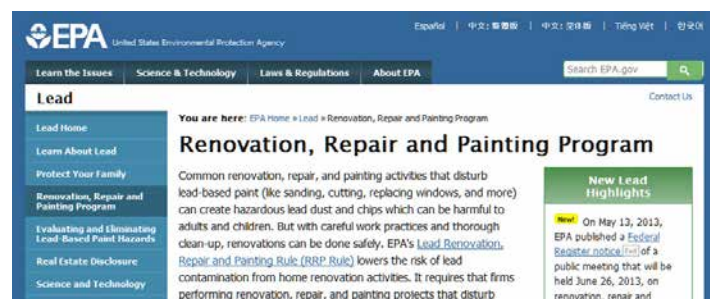 Español | 中文: 繁體版 | 中文: 简体版 | Tiếng Việt | 한국어
EPA United States Environmental Protection Agency
Learn the Issues Science & Technology Laws & Regulations About EPA
Search EPA.gov
Lead
Contact Us
You are here: EPA Home » Lead » Renovation, Repair and Painting Program
Lead Home
Learn About Lead
Protect Your Family
Renovation, Repair and
Painting Program
Evaluating and Eliminating
Lead-Based Paint Hazards
Real Estate Disclosure
Science and Technology
Renovation, Repair and Painting Program
Common renovation, repair, and painting activities that disturb
lead-based paint (like sanding, cutting, replacing windows, and more)
can create hazardous lead dust and chips which can be harmful to
adults and children. But with careful work practices and thorough
clean-up, renovations can be done safely. EPA's Lead Renovation,
Repair and Painting Rule (RRP Rule) lowers the risk of lead
contamination from home renovation activities. It requires that firms
performing renovation, repair, and painting projects that disturb
New Lead
Highlights
New! On May 13, 2013,
EPA published a Federal
Register notice of a
public meeting that will be
held June 26, 2013, on
renovation, repair and